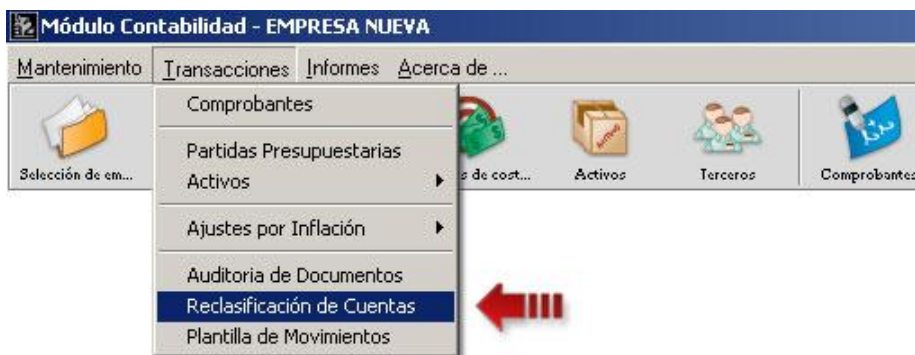 Módulo Contabilidad - EMPRESA NUEVA
Mantenimiento Transacciones Informes Acerca de ...
Comprobantes
Partidas Presupuestarias
Activos
Ajustes por Inflación
Auditoria de Documentos
Reclasificación de Cuentas
Plantilla de Movimientos
Selección de em... s de cost... Activos Terceros Comprobantes